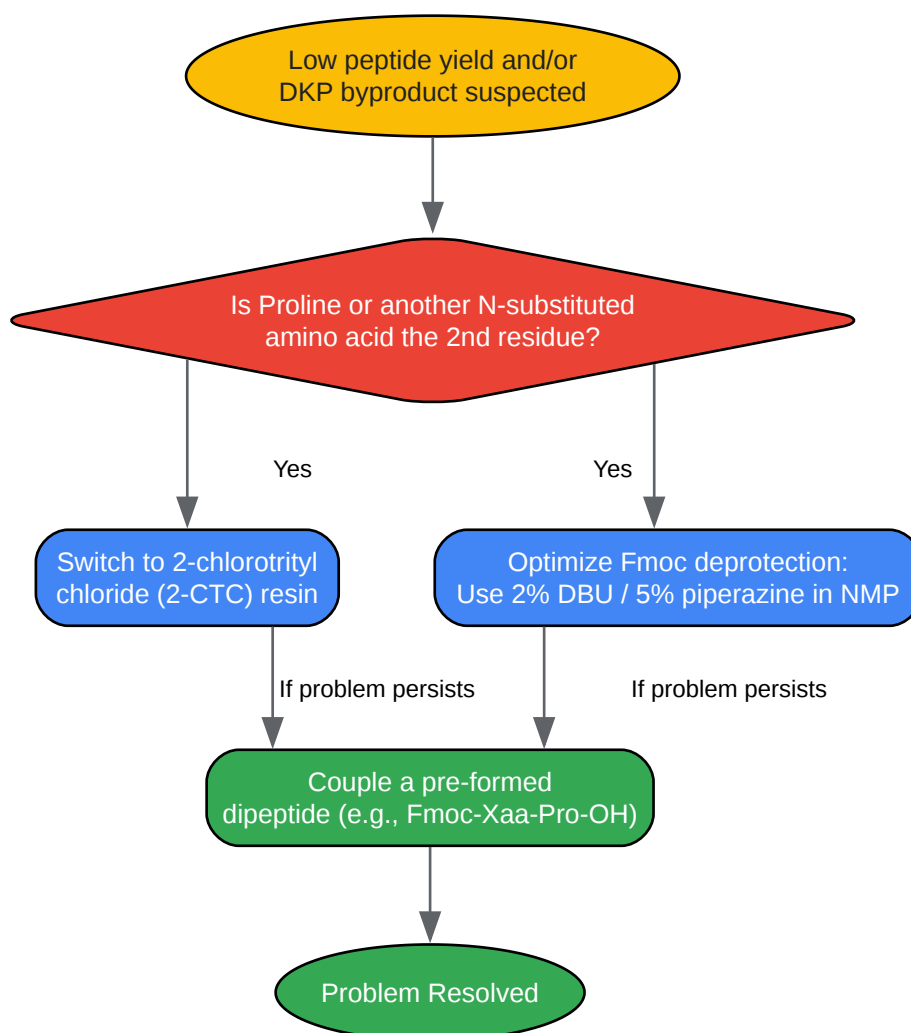 Low peptide yield and/or
DKP byproduct suspected
Is Proline or another N-substituted
amino acid the 2nd residue?
Yes
Yes
Switch to 2-chlorotrityl
chloride (2-CTC) resin
Optimize Fmoc deprotection:
Use 2% DBU / 5% piperazine in NMP
If problem persists
If problem persists
Couple a pre-formed
dipeptide (e.g., Fmoc-Xaa-Pro-OH)
Problem Resolved